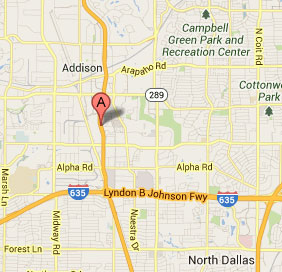 Campbell
Green Park and
Recreation Center
N Coit Rd
Addison
Arapaho Rd
A
289
Cottonwo
Park
Alpha Rd
Alpha Rd
Marsh Ln
Midway Rd
635
Lyndon B Johnson Fwy
635
Nuestra Dr
Forest Ln
North Dallas